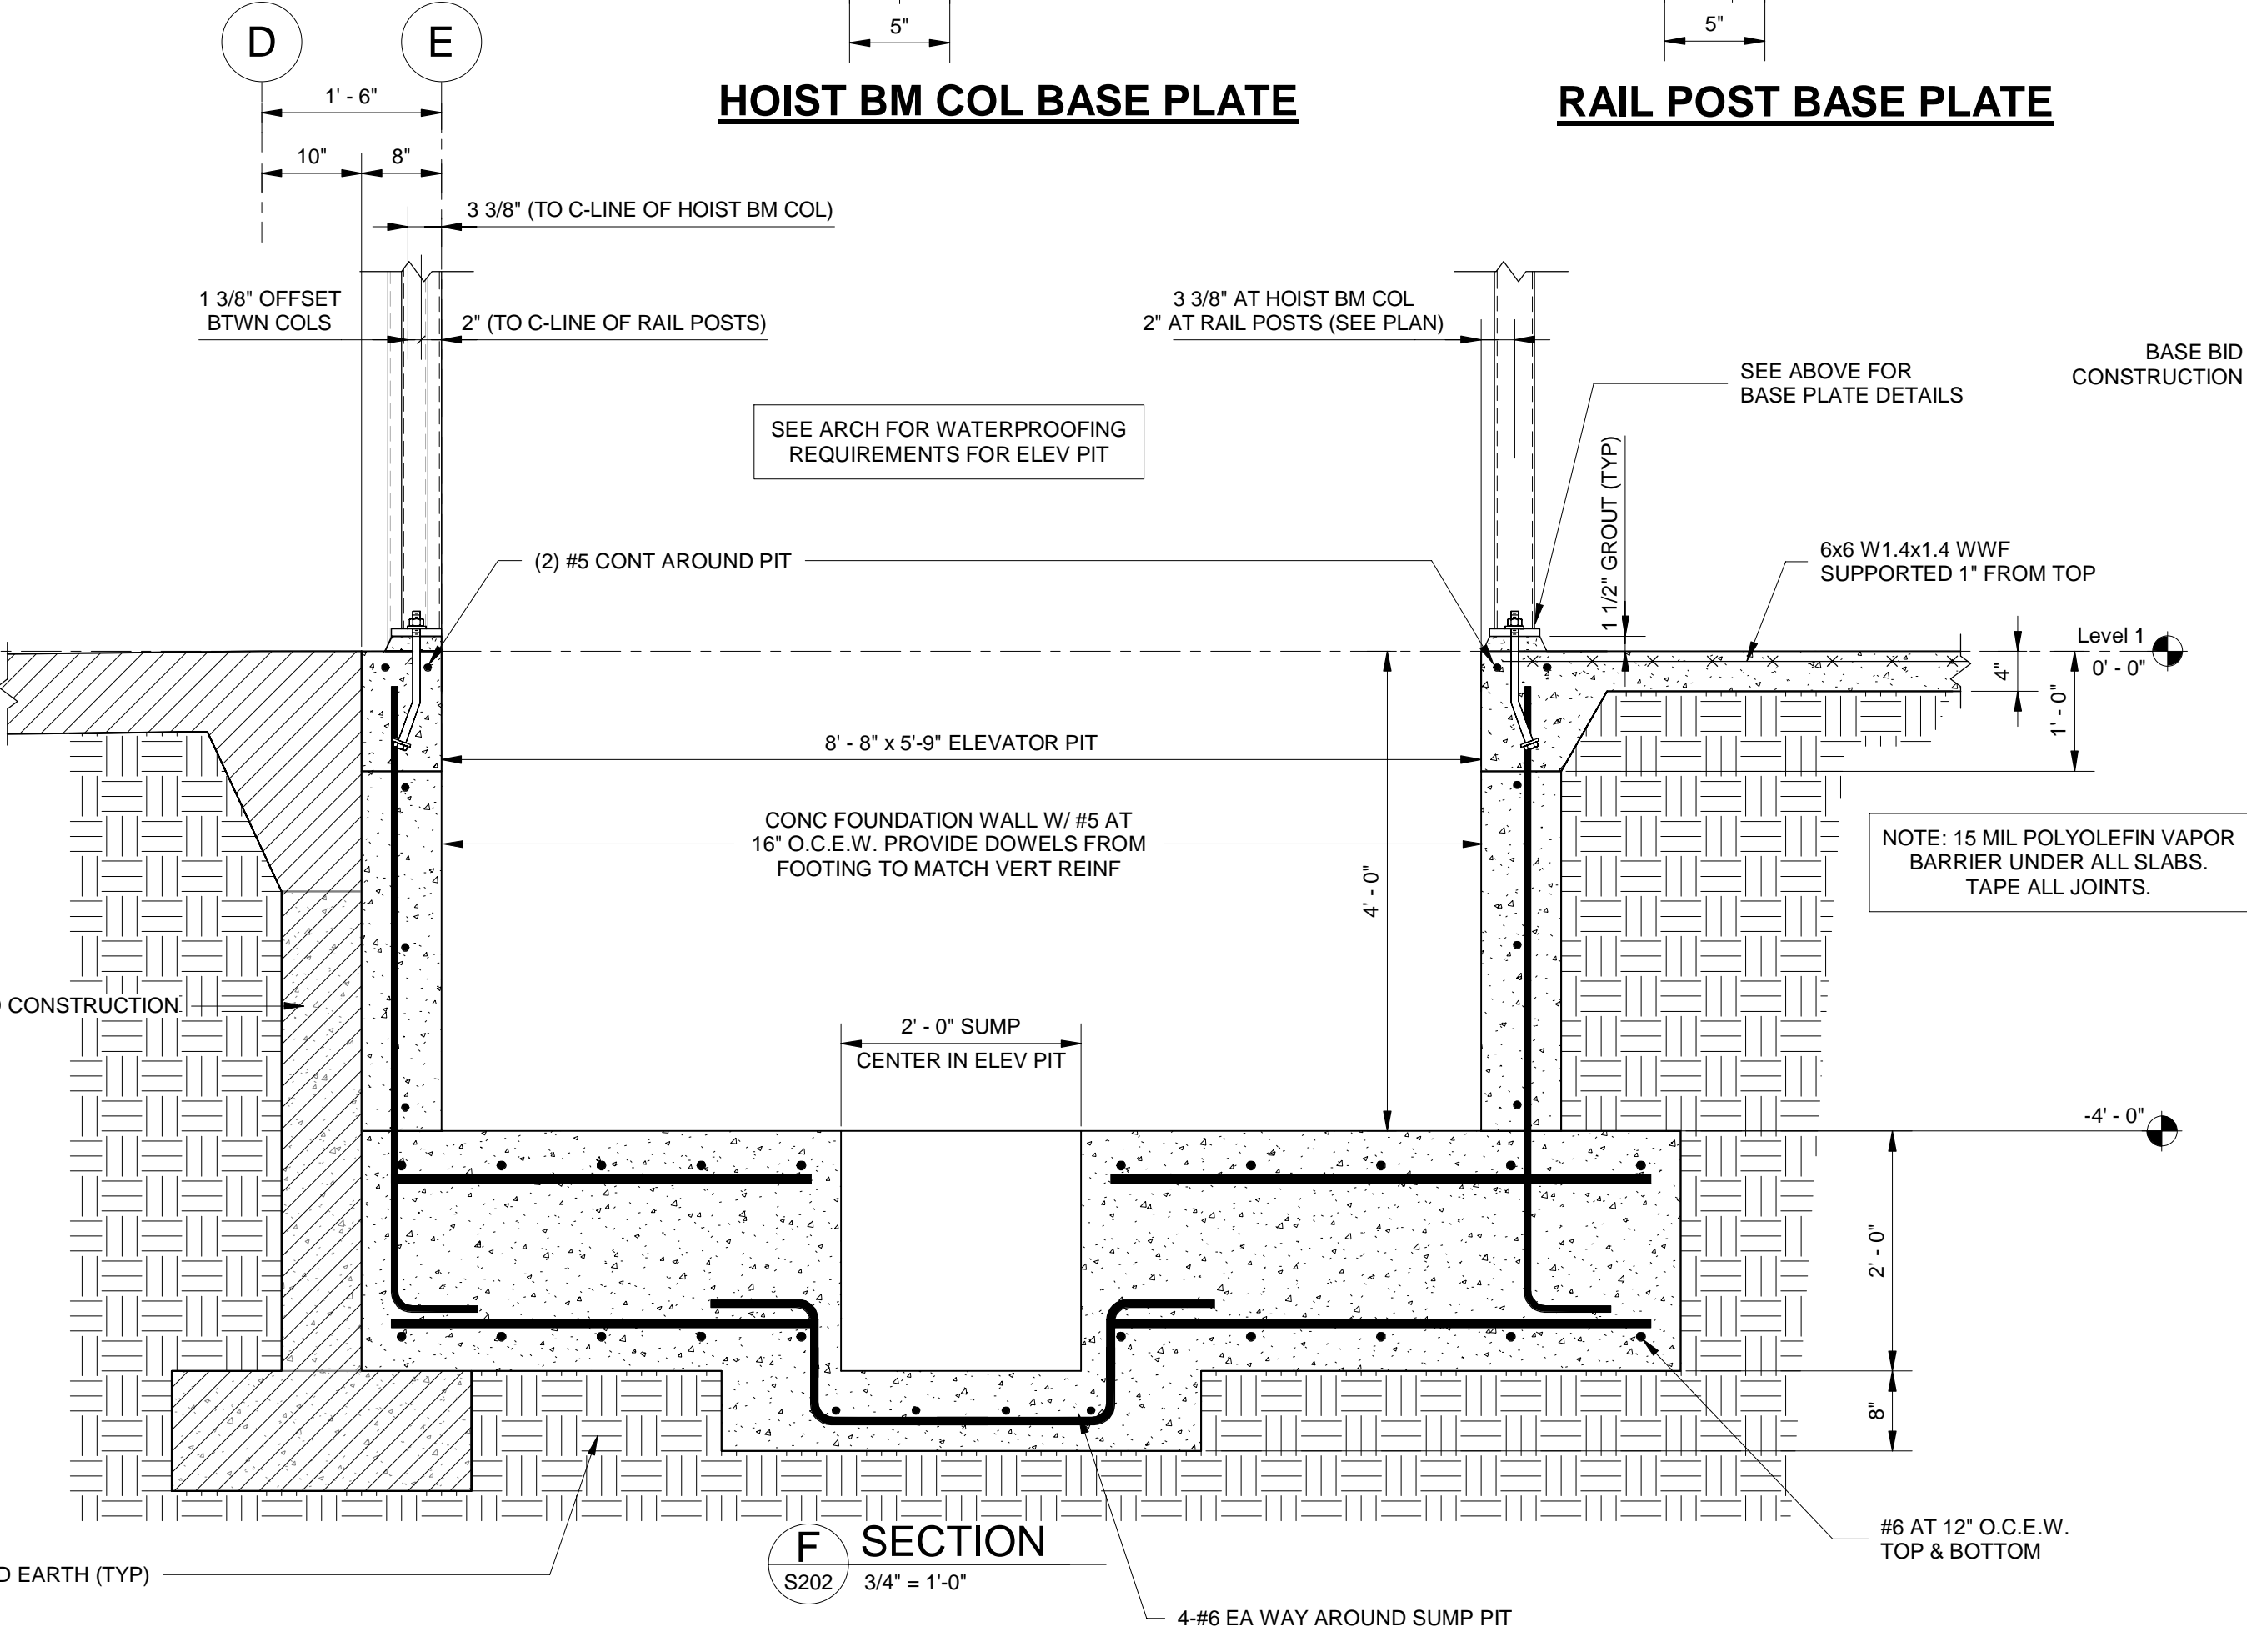 5"
5"
D
E
HOIST BM COL BASE PLATE
RAIL POST BASE PLATE
1' - 6"
10"
8"
3 3/8" (TO C-LINE OF HOIST BM COL)
1 3/8" OFFSET
BTWN COLS
2" (TO C-LINE OF RAIL POSTS)
3 3/8" AT HOIST BM COL
2" AT RAIL POSTS (SEE PLAN)
BASE BID
CONSTRUCTION
SEE ABOVE FOR
BASE PLATE DETAILS
SEE ARCH FOR WATERPROOFING
REQUIREMENTS FOR ELEV PIT
1 1/2" GROUT (TYP)
(2) #5 CONT AROUND PIT
6x6 W1.4x1.4 WWF
SUPPORTED 1" FROM TOP
Level 1
0' - 0"
4"
1' - 0"
8' - 8" x 5'-9" ELEVATOR PIT
CONC FOUNDATION WALL W/ #5 AT
16" O.C.E.W. PROVIDE DOWELS FROM
FOOTING TO MATCH VERT REINF
4' - 0"
NOTE: 15 MIL POLYOLEFIN VAPOR
BARRIER UNDER ALL SLABS.
TAPE ALL JOINTS.
CONSTRUCTION
2' - 0" SUMP
CENTER IN ELEV PIT
-4' - 0"
2' - 0"
8"
#6 AT 12" O.C.E.W.
TOP & BOTTOM
F
S202
SECTION
3/4" = 1'-0"
D EARTH (TYP)
4-#6 EA WAY AROUND SUMP PIT